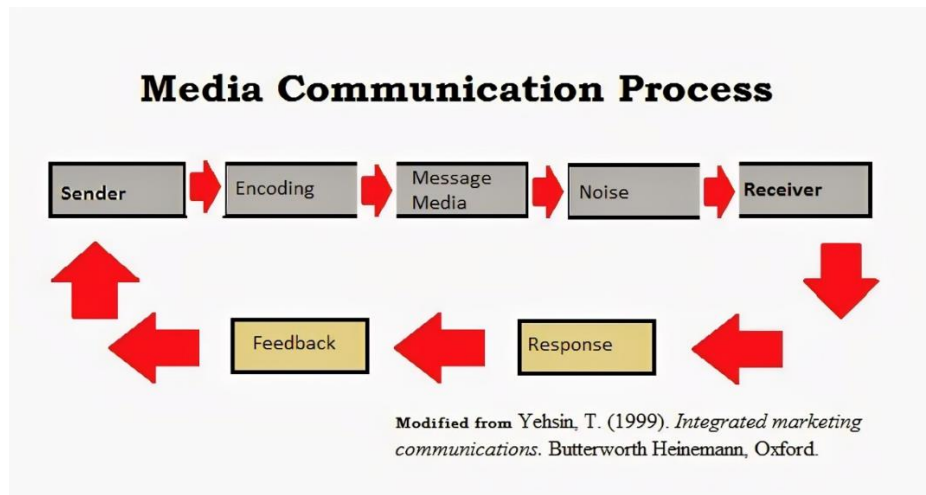 Media Communication Process
Sender
Encoding
Message
Media
Noise
Receiver
Feedback
Response
Modified from Yehsin, T. (1999). Integrated marketing
communications. Butterworth Heinemann, Oxford.